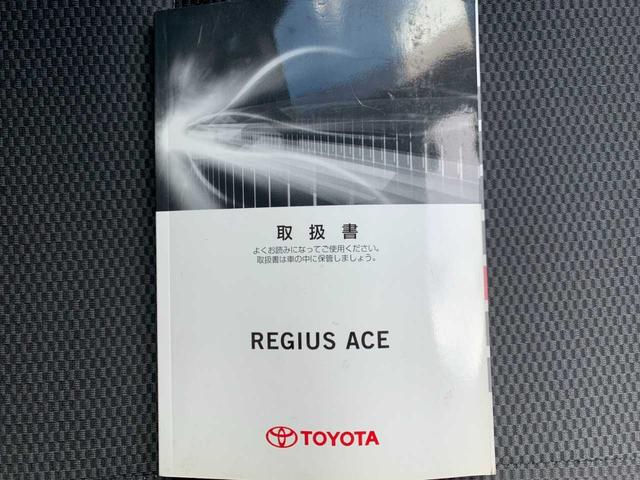 取扱書
よくお読みになってご使用ください。
取扱書は車の中に保管しましょう。
REGIUS ACE
TOYOTA